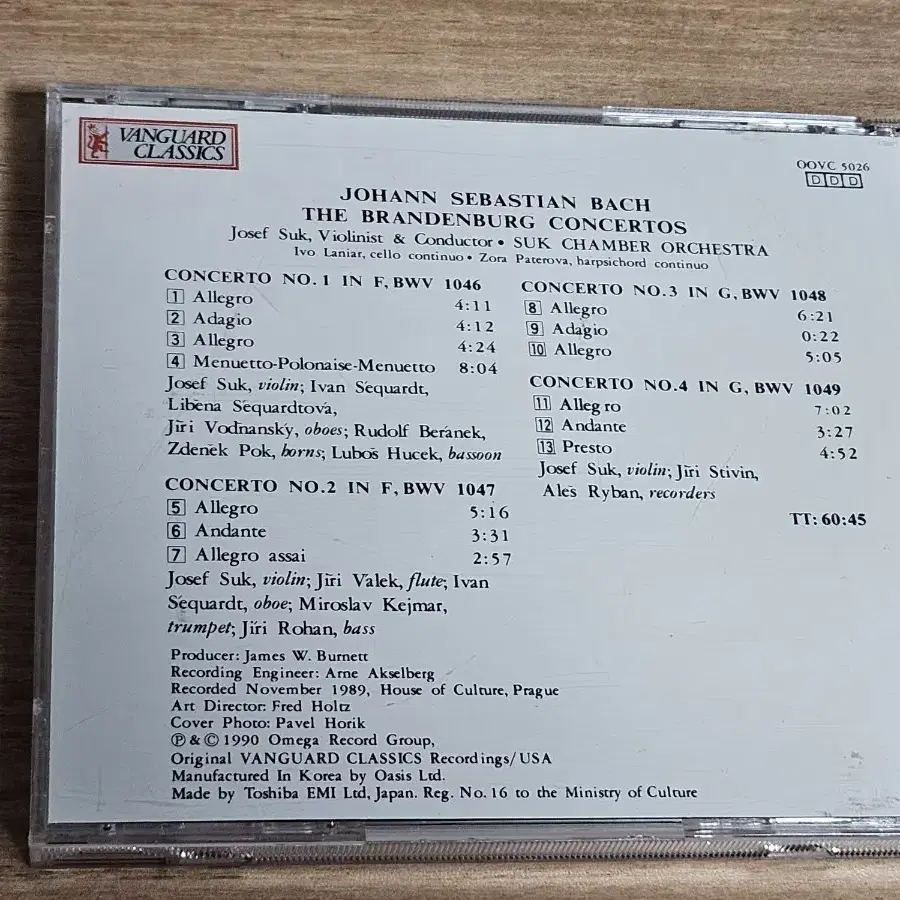 VANGUARD
CLASSICS
OOVC 5026
DDD
JOHANN SEBASTIAN BACH
THE BRANDENBURG CONCERTOS
Josef Suk, Violinist & Conductor • SUK CHAMBER ORCHESTRA
Ivo Laniar, cello continuo • Zora Paterova, harpsichord continuo
CONCERTO NO. 1 IN F, BWV 1046
1 Allegro 4:11
2 Adagio 4:12
3 Allegro 4:24
4 Menuetto-Polonaise-Menuetto 8:04
Josef Suk, violin; Ivan Séquardt,
Libena Séquardtová,
Jiří Vodňanský, oboes; Rudolf Beránek,
Zdeněk Pok, horns; Luboš Hucek, bassoon
CONCERTO NO.2 IN F, BWV 1047
5 Allegro 5:16
6 Andante 3:31
7 Allegro assai 2:57
Josef Suk, violin; Jiří Válek, flute; Ivan
Séquardt, oboe; Miroslav Kejmar,
trumpet; Jiří Rohan, bass
CONCERTO NO.3 IN G, BWV 1048
8 Allegro 6:21
9 Adagio 0:22
10 Allegro 5:05
CONCERTO NO.4 IN G, BWV 1049
11 Allegro 7:02
12 Andante 3:27
13 Presto 4:52
Josef Suk, violin; Jiří Stivin,
Aleš Ryban, recorders
TT: 60:45
Producer: James W. Burnett
Recording Engineer: Arne Akselberg
Recorded November 1989, House of Culture, Prague
Art Director: Fred Holtz
Cover Photo: Pavel Horik
℗ & © 1990 Omega Record Group,
Original VANGUARD CLASSICS Recordings/USA
Manufactured In Korea by Oasis Ltd.
Made by Toshiba EMI Ltd, Japan. Reg. No. 16 to the Ministry of Culture